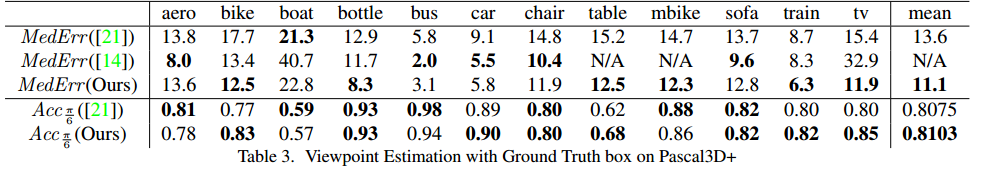 aero bike boat bottle bus car chair table mbike sofa train tv mean
MedErr([21]) 13.8 17.7 21.3 12.9 5.8 9.1 14.8 15.2 14.7 13.7 8.7 15.4 13.6
MedErr([14]) 8.0 13.4 40.7 11.7 2.0 5.5 10.4 N/A N/A 9.6 8.3 32.9 N/A
MedErr(Ours) 13.6 12.5 22.8 8.3 3.1 5.8 11.9 12.5 12.3 12.8 6.3 11.9 11.1
Acc π/6 ([21]) 0.81 0.77 0.59 0.93 0.98 0.89 0.80 0.62 0.88 0.82 0.80 0.80 0.8075
Acc π/6 (Ours) 0.78 0.83 0.57 0.93 0.94 0.90 0.80 0.68 0.86 0.82 0.82 0.85 0.8103
Table 3. Viewpoint Estimation with Ground Truth box on Pascal3D+